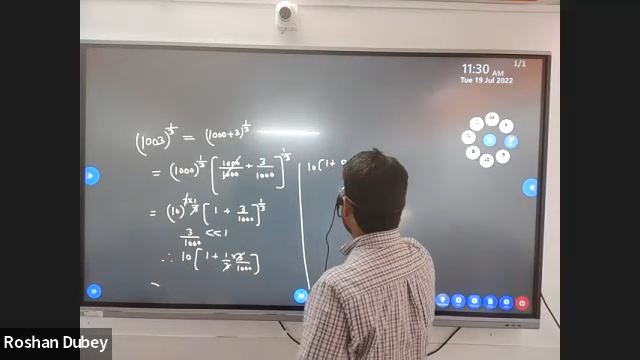 11:30 AM
1/1
Tue 19 Jul 2022
(1003)^{1/3} = (1000+3)^{1/3}
= (1000)^{1/3} [1000/1000 + 3/1000]^{1/3}
= (10)^{3×1/3} [1 + 3/1000]^{1/3}
3/1000 << 1
∴ 10[1 + 1/3 × 3/1000]
10[1+ 0
Roshan Dubey